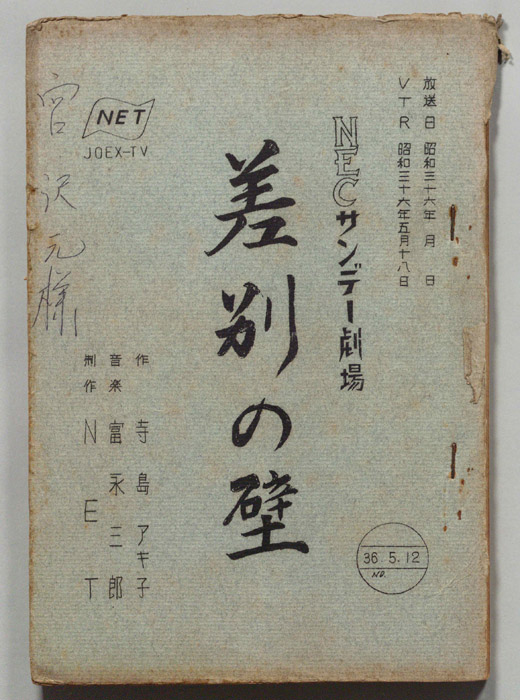 放送日 昭和三十六年 月 日
VTR 昭和三十六年五月十八日
NECサンデー劇場
差別の壁
作 寺島アキ子
音楽 富永三郎
制作 NET
NET
JOEX-TV
宮沢元様
36.5.12
NO.